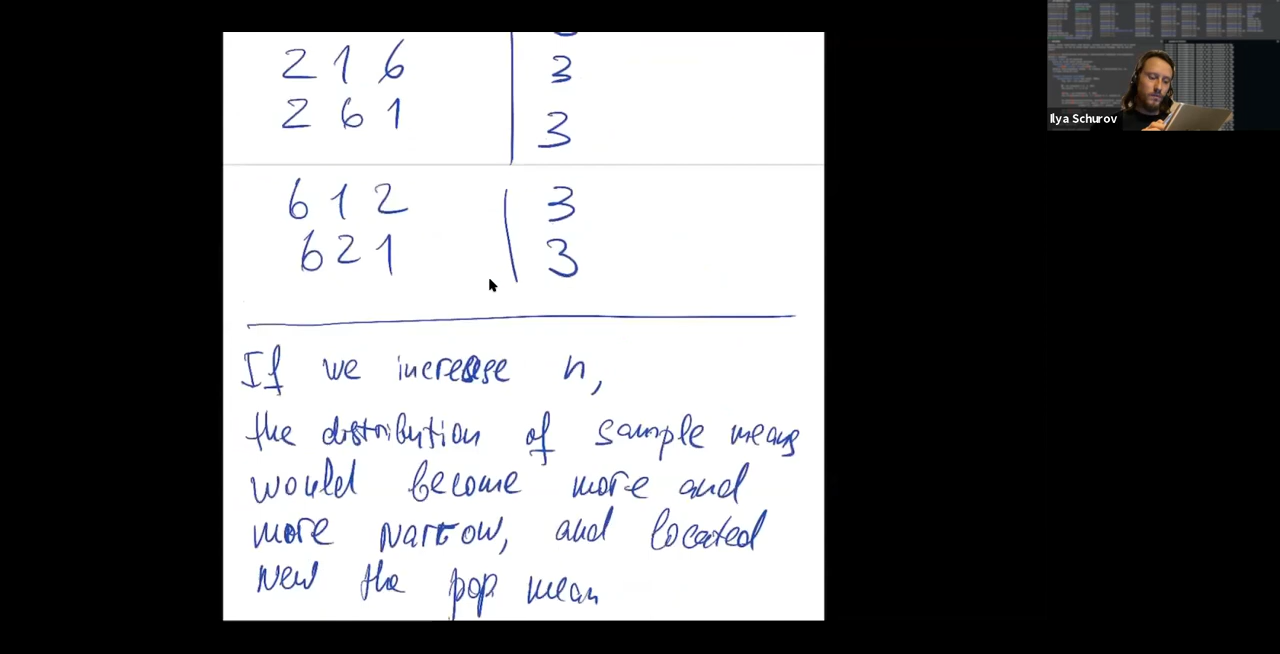 2 1 6 | 3
2 6 1 | 3
6 1 2 | 3
6 2 1 | 3
If we increase n,
the distribution of sample means
would become more and
more narrow, and located
near the pop mean
Ilya Schurov